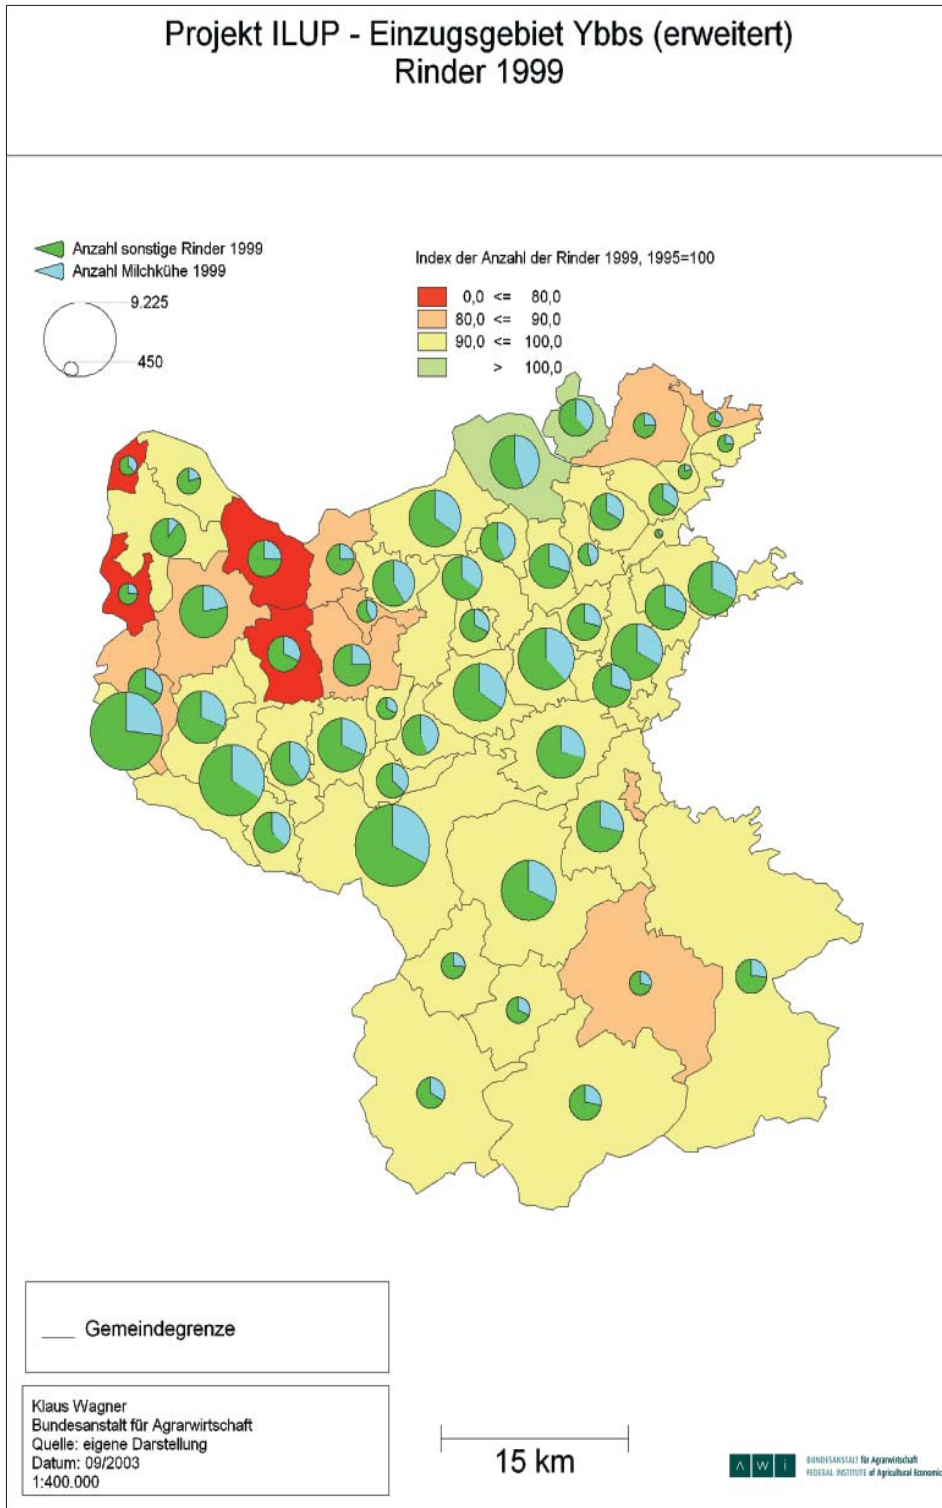 Projekt ILUP - Einzugsgebiet Ybbs (erweitert)
Rinder 1999
Anzahl sonstige Rinder 1999
Anzahl Milchkühe 1999
9.225
450
Index der Anzahl der Rinder 1999, 1995=100
0,0 <= 80,0
80,0 <= 90,0
90,0 <= 100,0
> 100,0
Gemeindegrenze
Klaus Wagner
Bundesanstalt für Agrarwirtschaft
Quelle: eigene Darstellung
Datum: 09/2003
1:400.000
15 km
AWi
BUNDESANSTALT für Agrarwirtschaft
FEDERAL INSTITUTE of Agricultural Economic